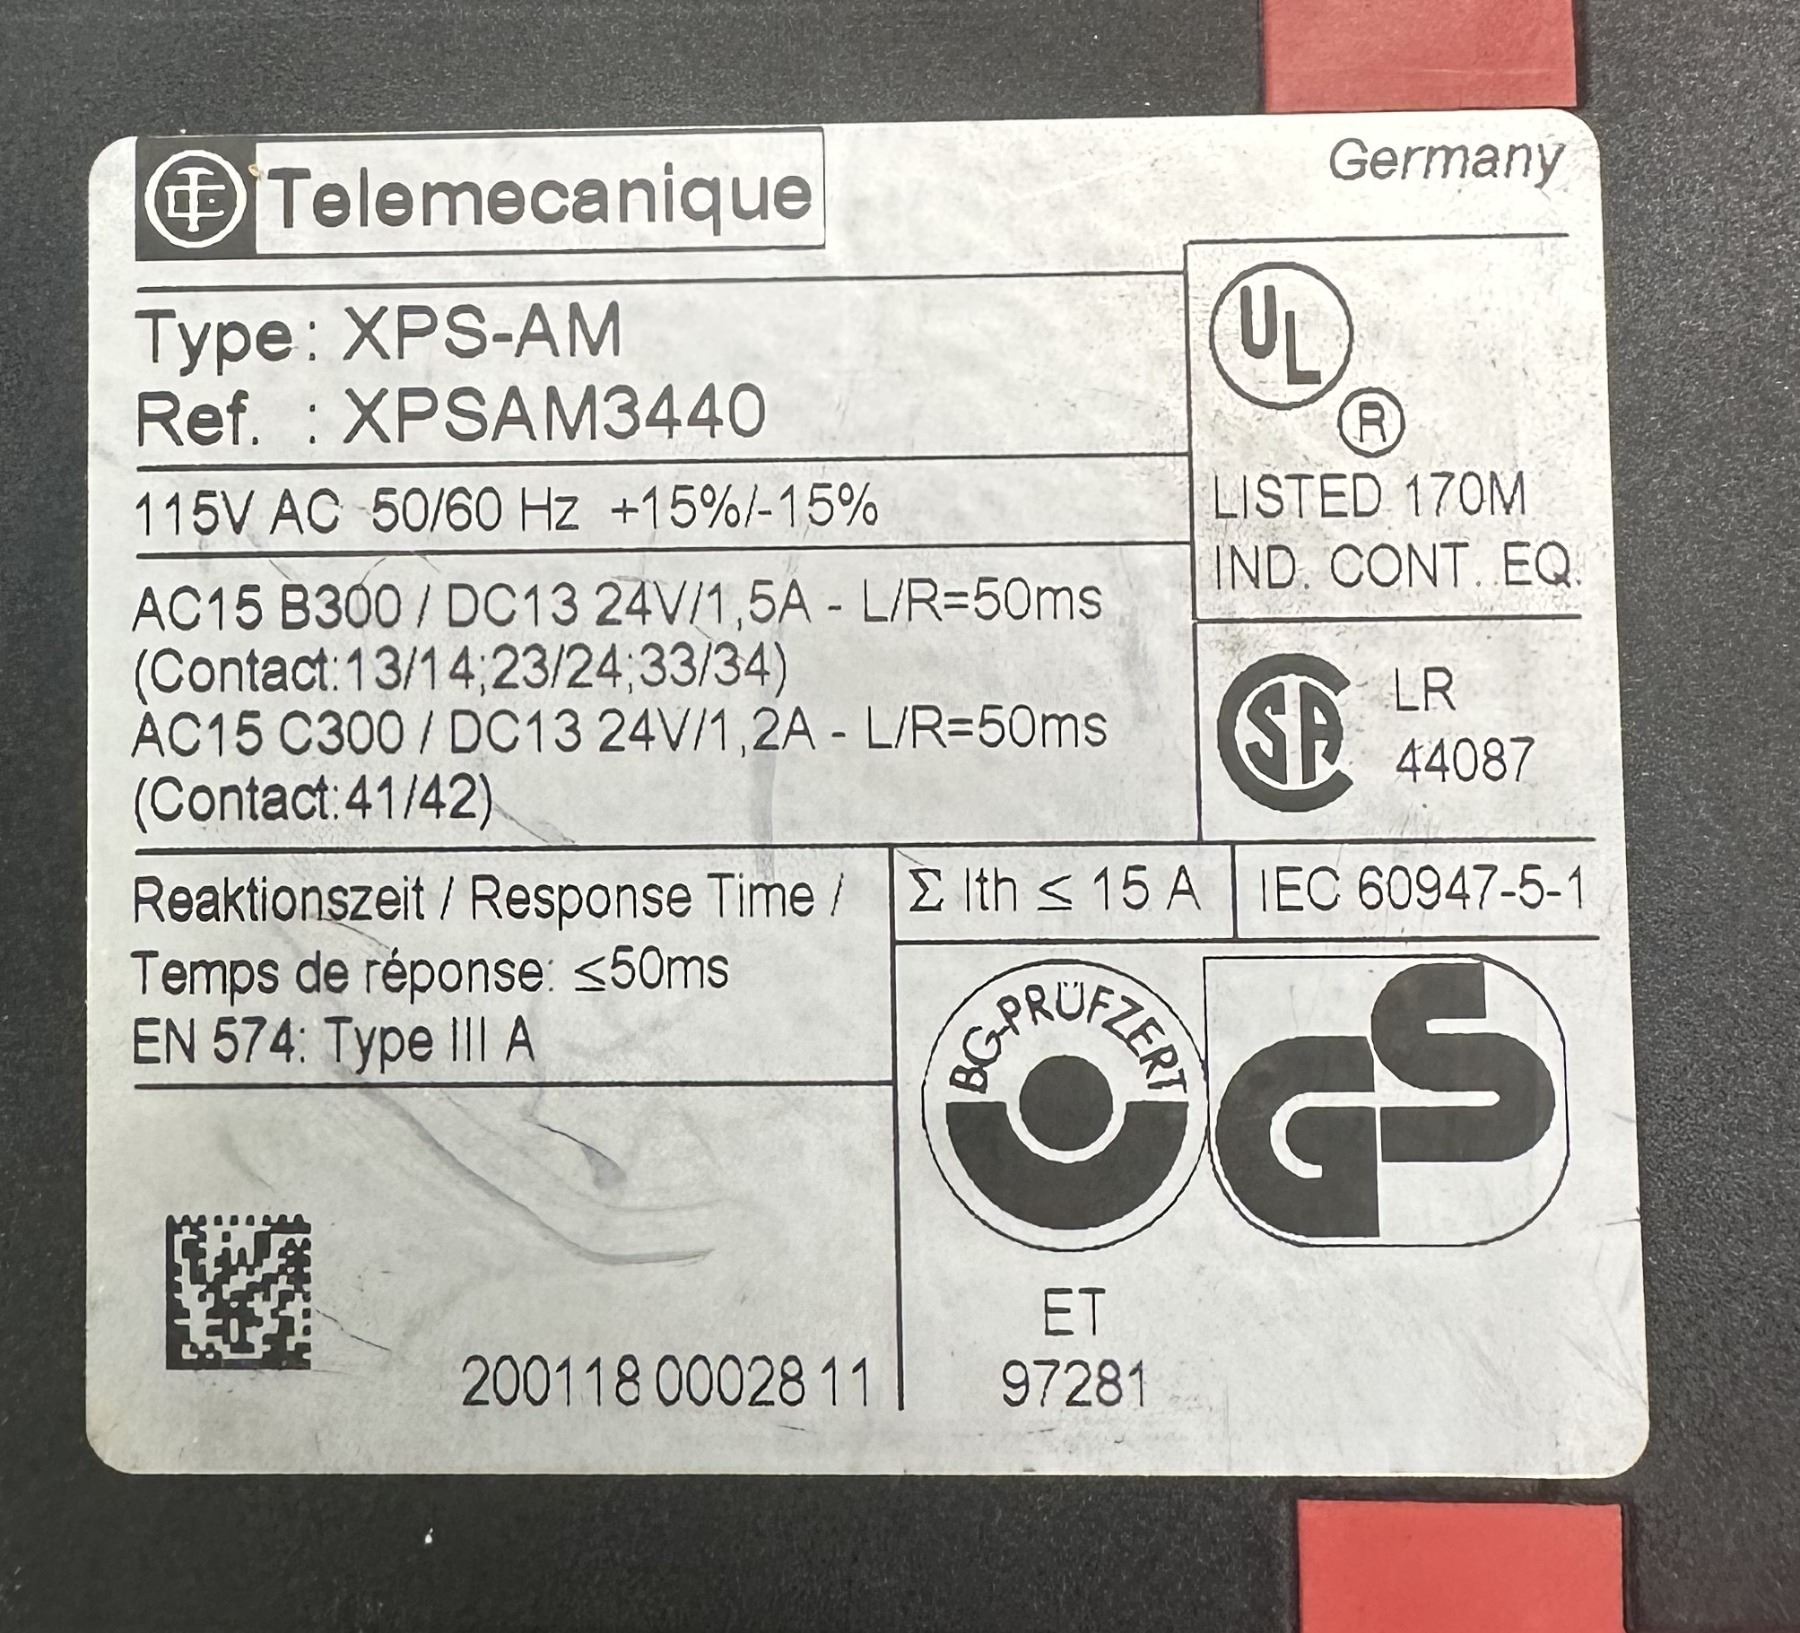 Telemecanique
Germany
Type: XPS-AM
Ref. : XPSAM3440
115V AC 50/60 Hz +15%/-15%
AC15 B300 / DC13 24V/1,5A - L/R=50ms
(Contact:13/14;23/24;33/34)
AC15 C300 / DC13 24V/1,2A - L/R=50ms
(Contact:41/42)
UL
®
LISTED 170M
IND. CONT. EQ.
SA
LR
44087
Reaktionszeit / Response Time /
Temps de réponse: ≤50ms
EN 574: Type III A
Σ Ith ≤ 15 A
IEC 60947-5-1
BG-PRÜFZERT
GS
ET
97281
200118 0002811